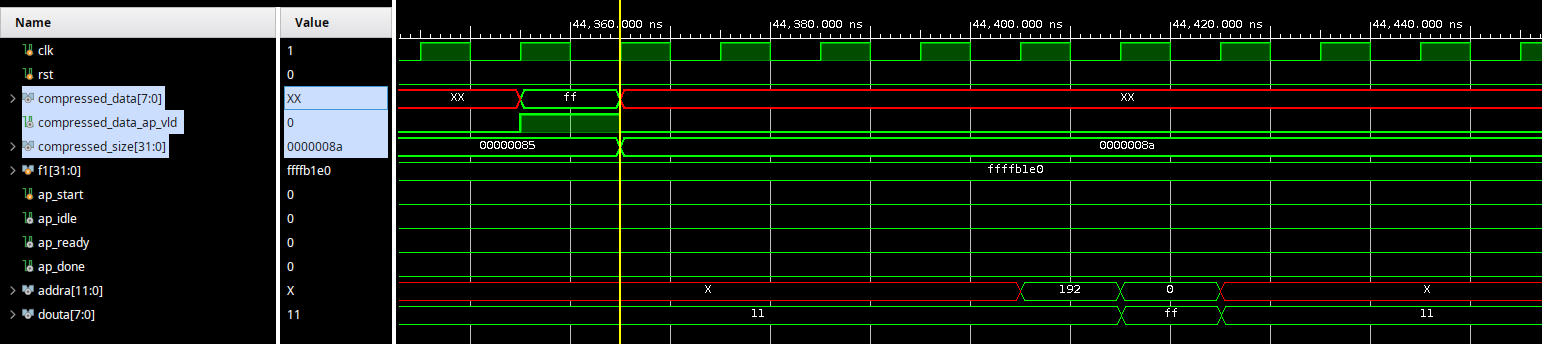 Name Value 44,360.000 ns 44,380.000 ns 44,400.000 ns 44,420.000 ns 44,440.000 ns
clk 1
rst 0
compressed_data[7:0] XX XX ff XX
compressed_data_ap_vld 0
compressed_size[31:0] 0000008a 00000085 0000008a
f1[31:0] ffffb1e0 ffffb1e0
ap_start 0
ap_idle 0
ap_ready 0
ap_done 0
addra[11:0] X X 192 0 X
douta[7:0] 11 11 ff 11